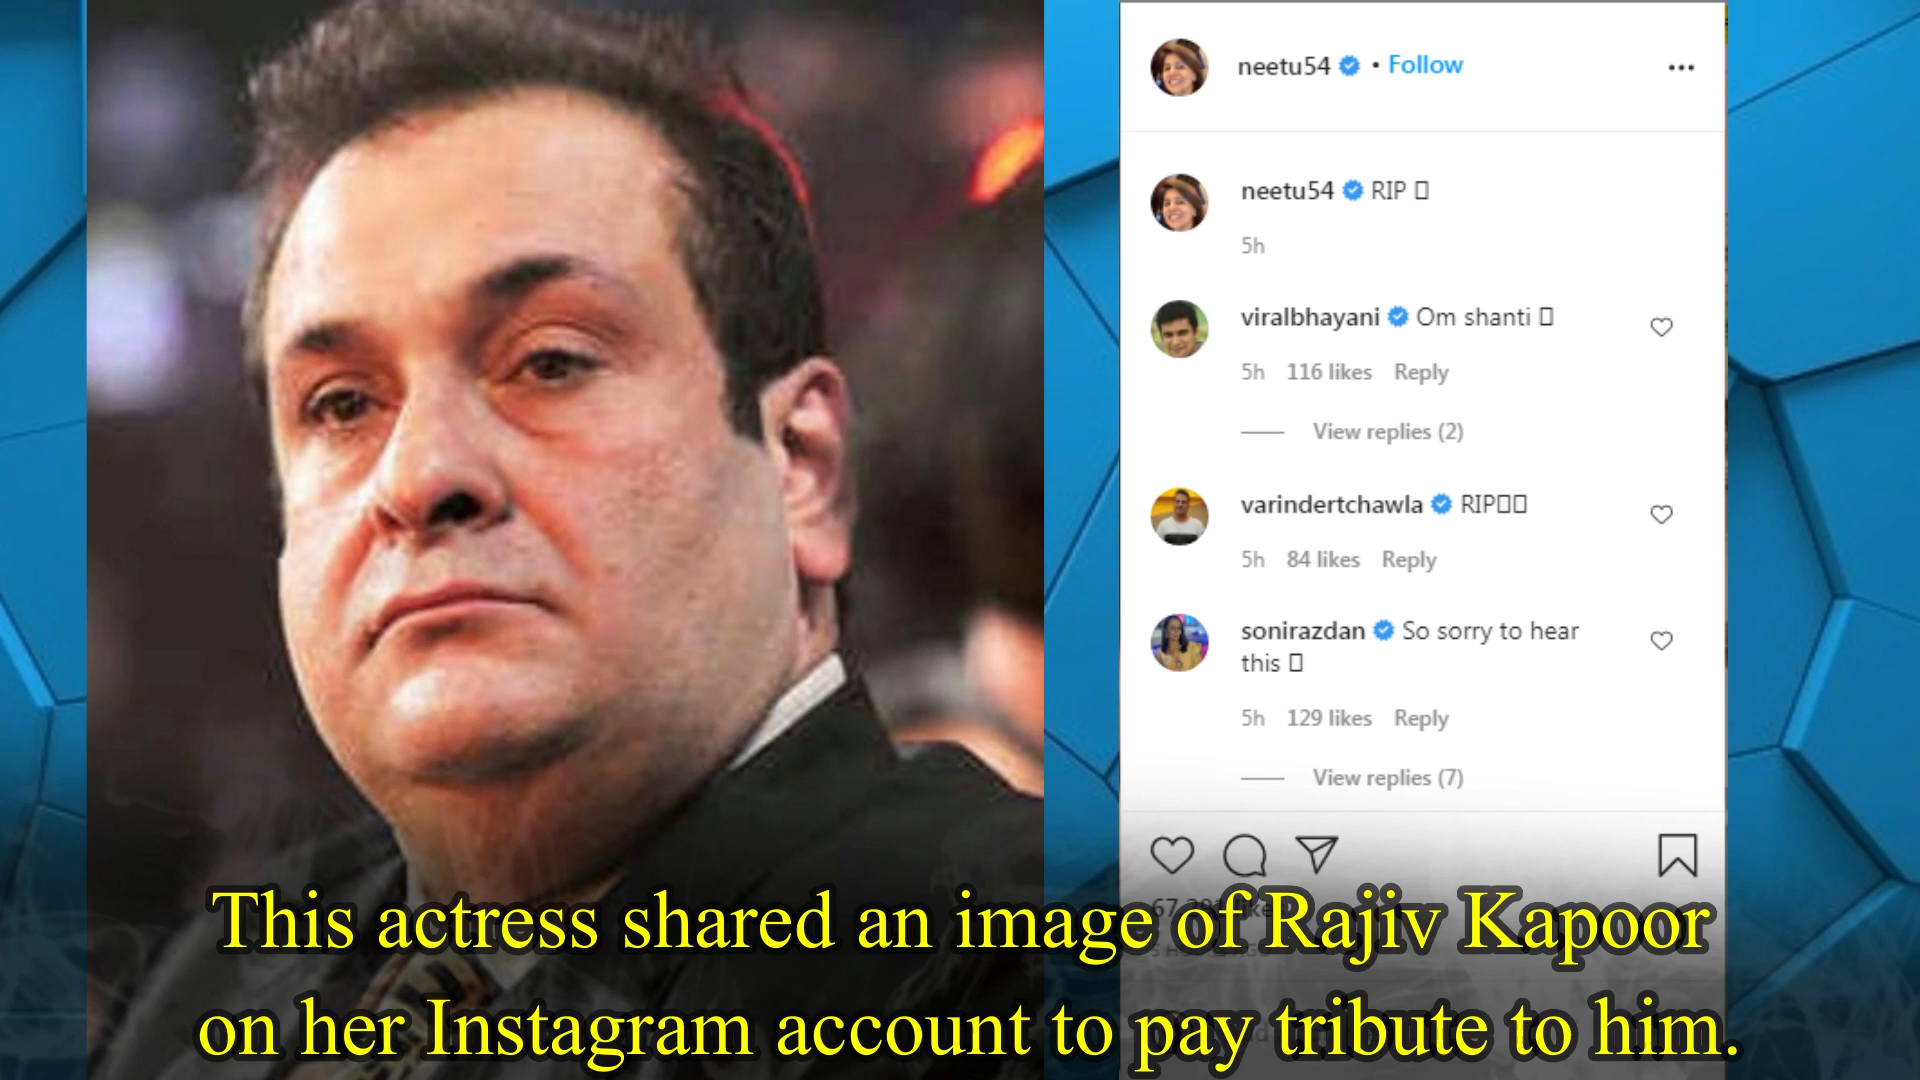 neetu54 • Follow
neetu54 RIP
5h
viralbhayani Om shanti
5h 116 likes Reply
View replies (2)
varindertchawla RIP
5h 84 likes Reply
sonirazdan So sorry to hear
this
5h 129 likes Reply
View replies (7)
This actress shared an image of Rajiv Kapoor
on her Instagram account to pay tribute to him.